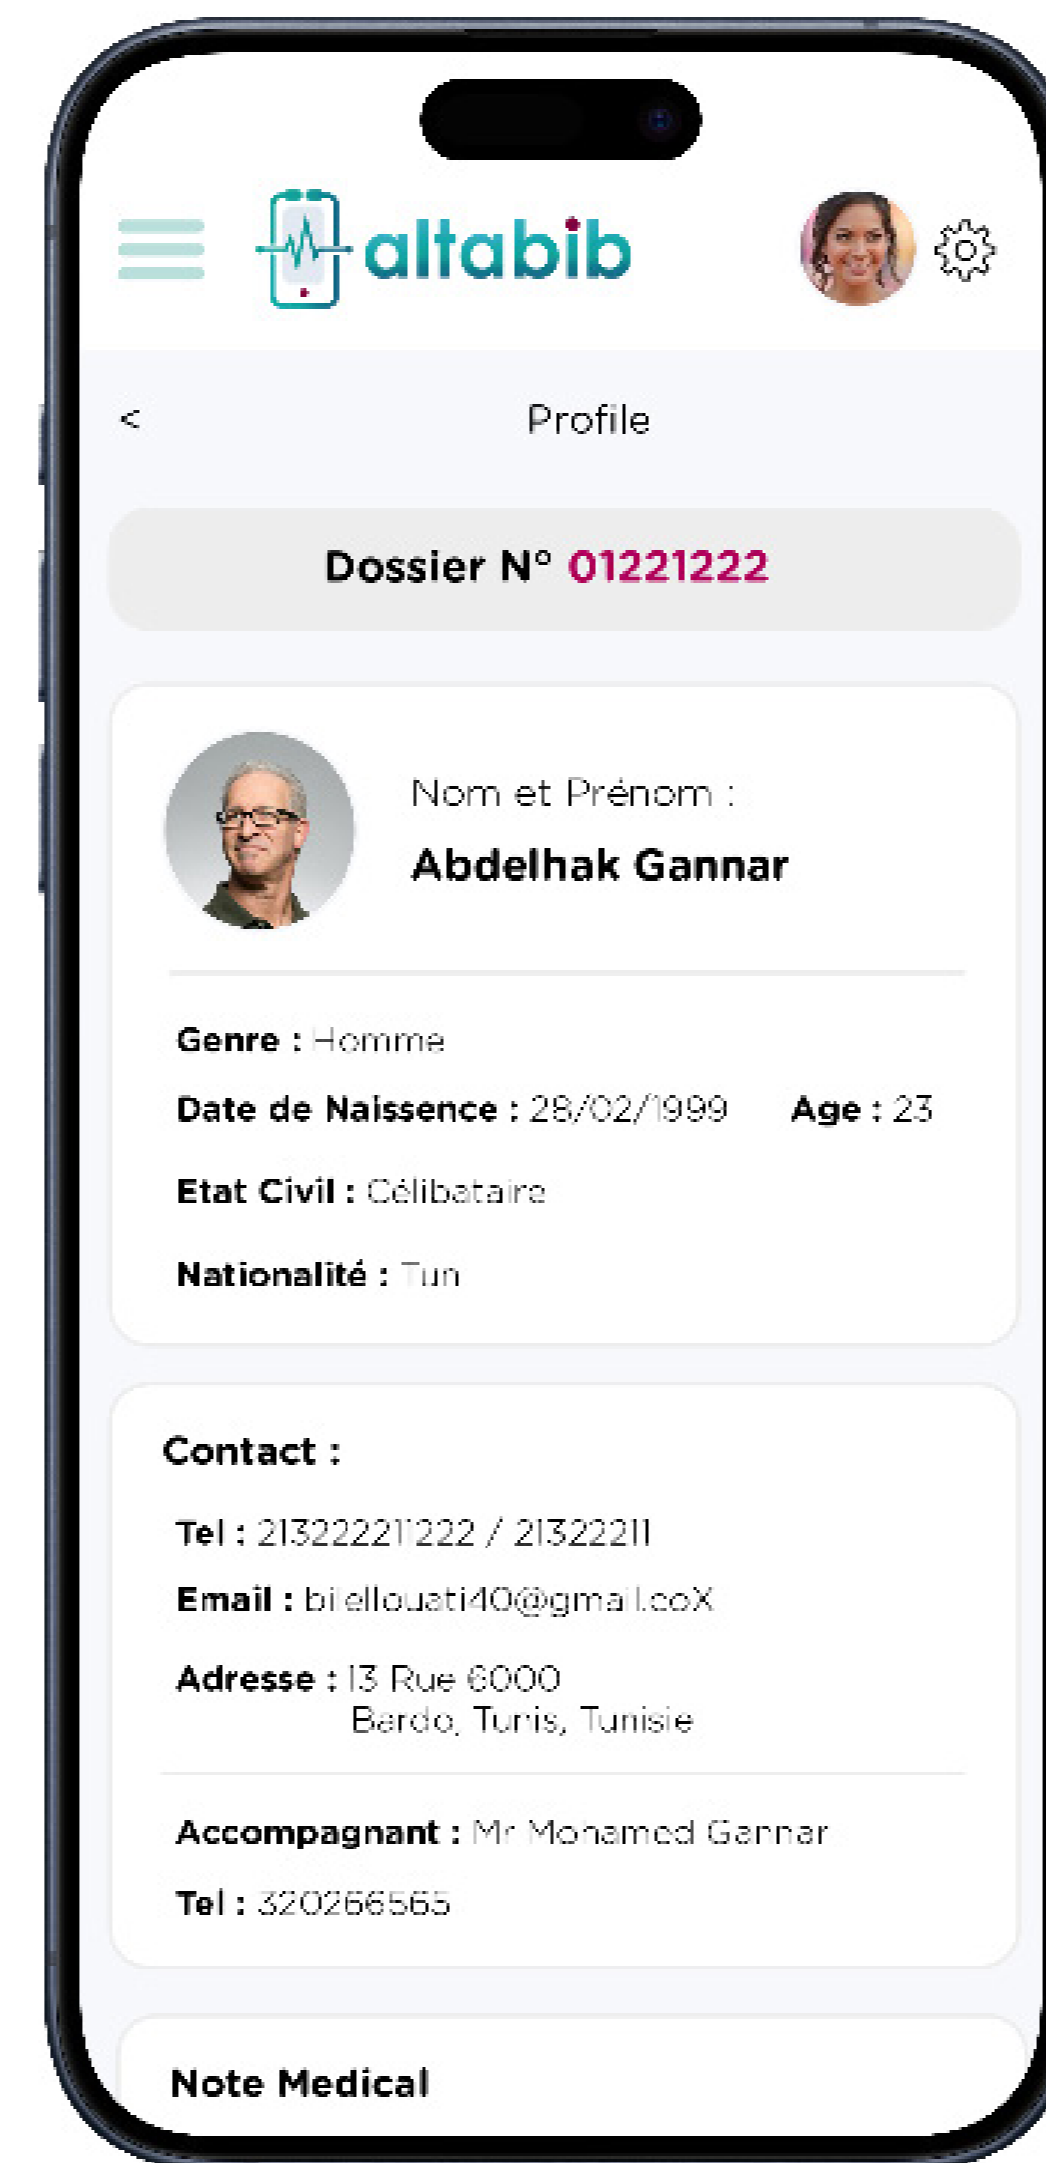 altabib
< Profile
Dossier N° 01221222
Nom et Prénom :
Abdelhak Gannar
Genre : Homme
Date de Naissence : 28/02/1999 Age : 23
Etat Civil : Célibataire
Nationalité : Tun
Contact :
Tel : 213222211222 / 21322211
Email : bilellouati40@gmail.coX
Adresse : 13 Rue 6000
Bardo, Tunis, Tunisie
Accompagnant : Mr Mohamed Gannar
Tel : 320266565
Note Medical